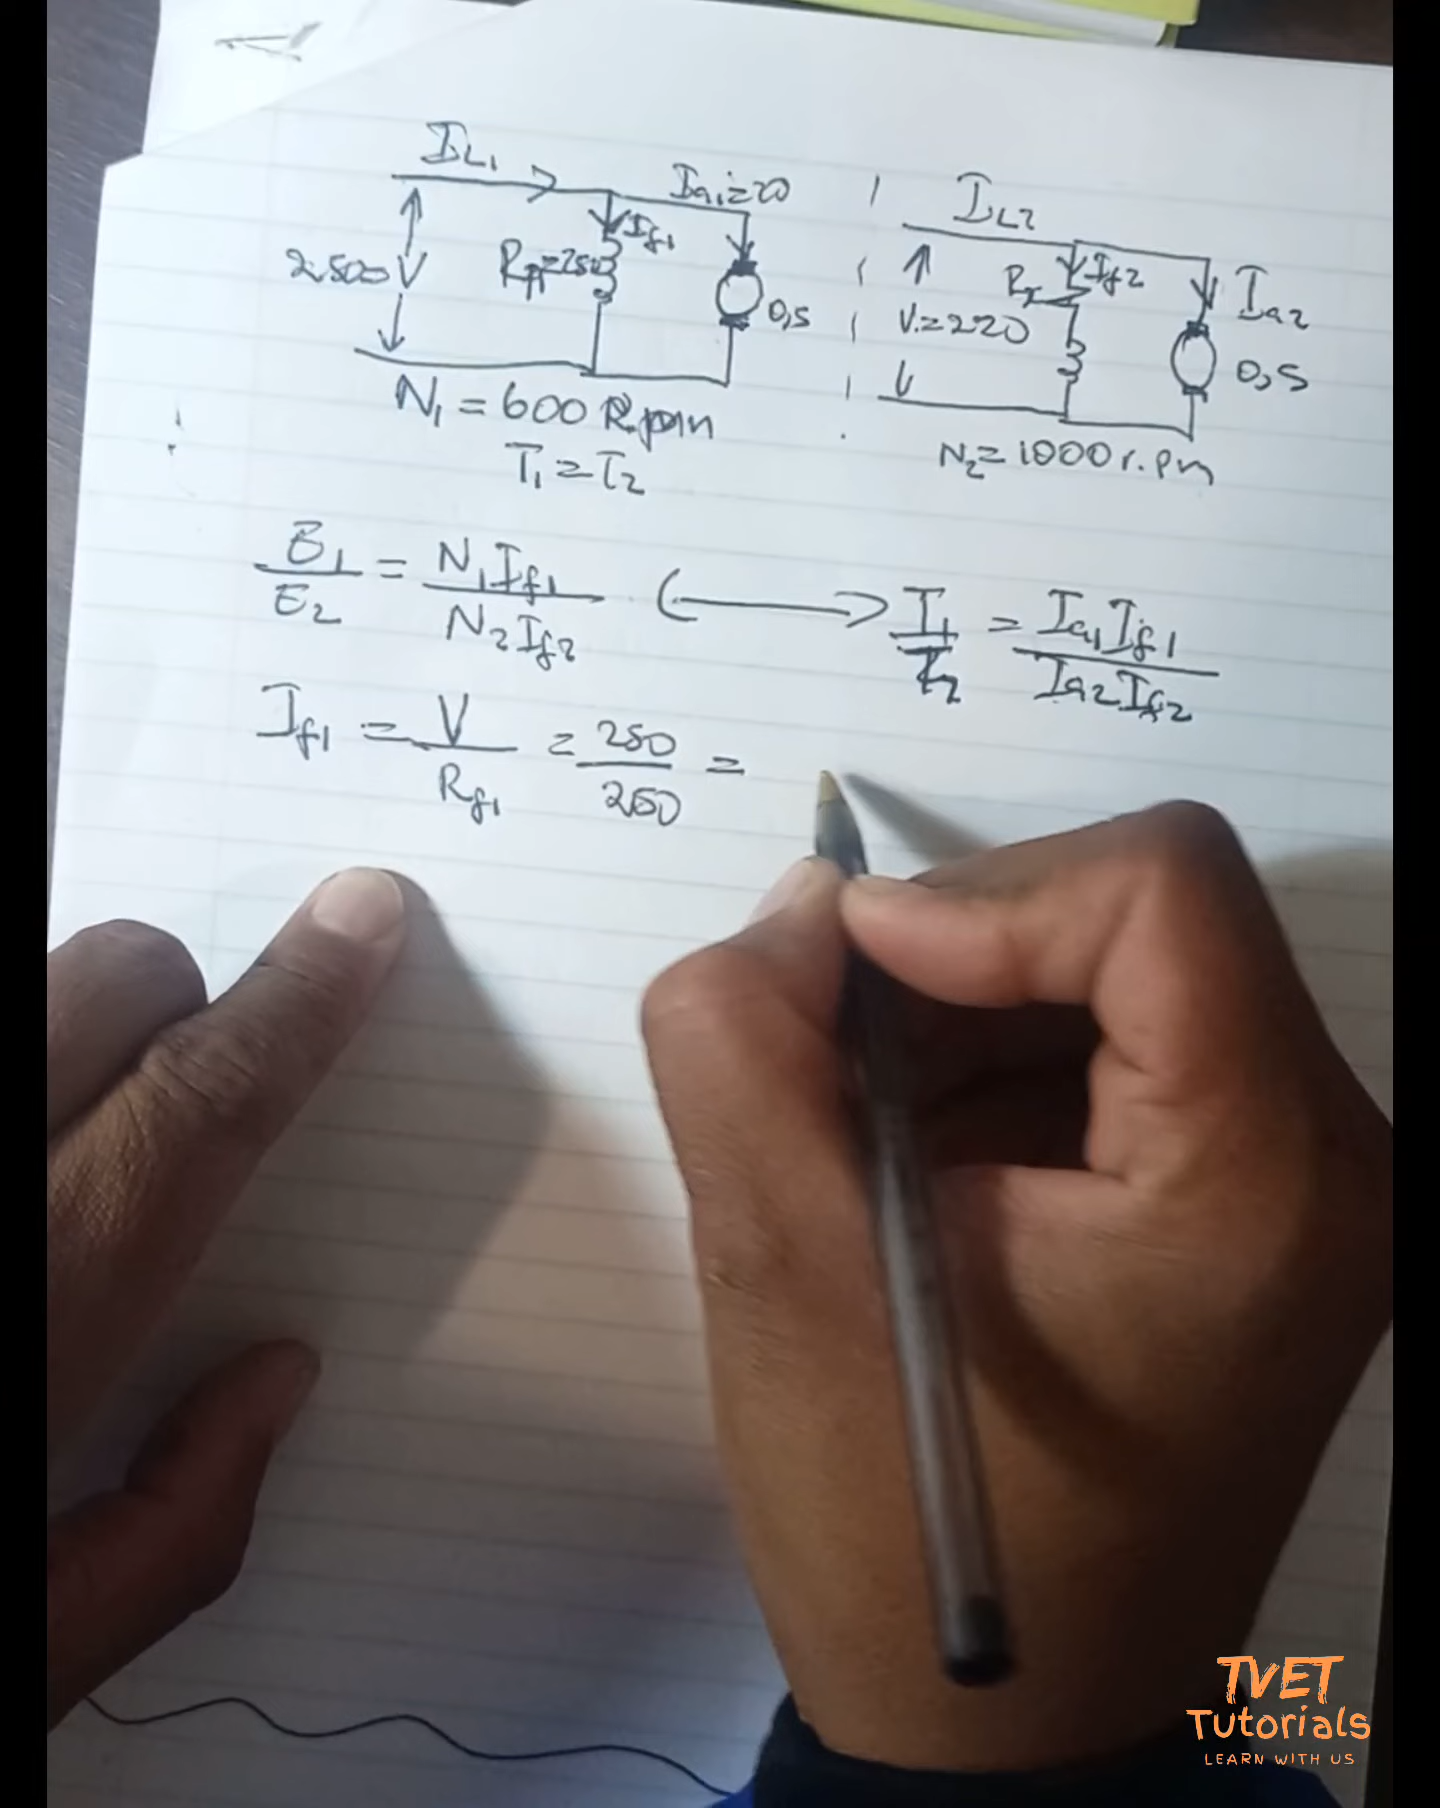 IL1
Ia1=20
If1
2500V
Rf1=250
0,5
N1 = 600 Rpm
T1 = T2
IL2
If2
Rx
Ia2
V=220
0,5
N2=1000 r.pm
E1/E2 = N1If1/N2If2 ⟷ T1/T2 = Ia1If1/Ia2If2
If1 = V/Rf1 = 250/250 =
TVET
Tutorials
LEARN WITH US